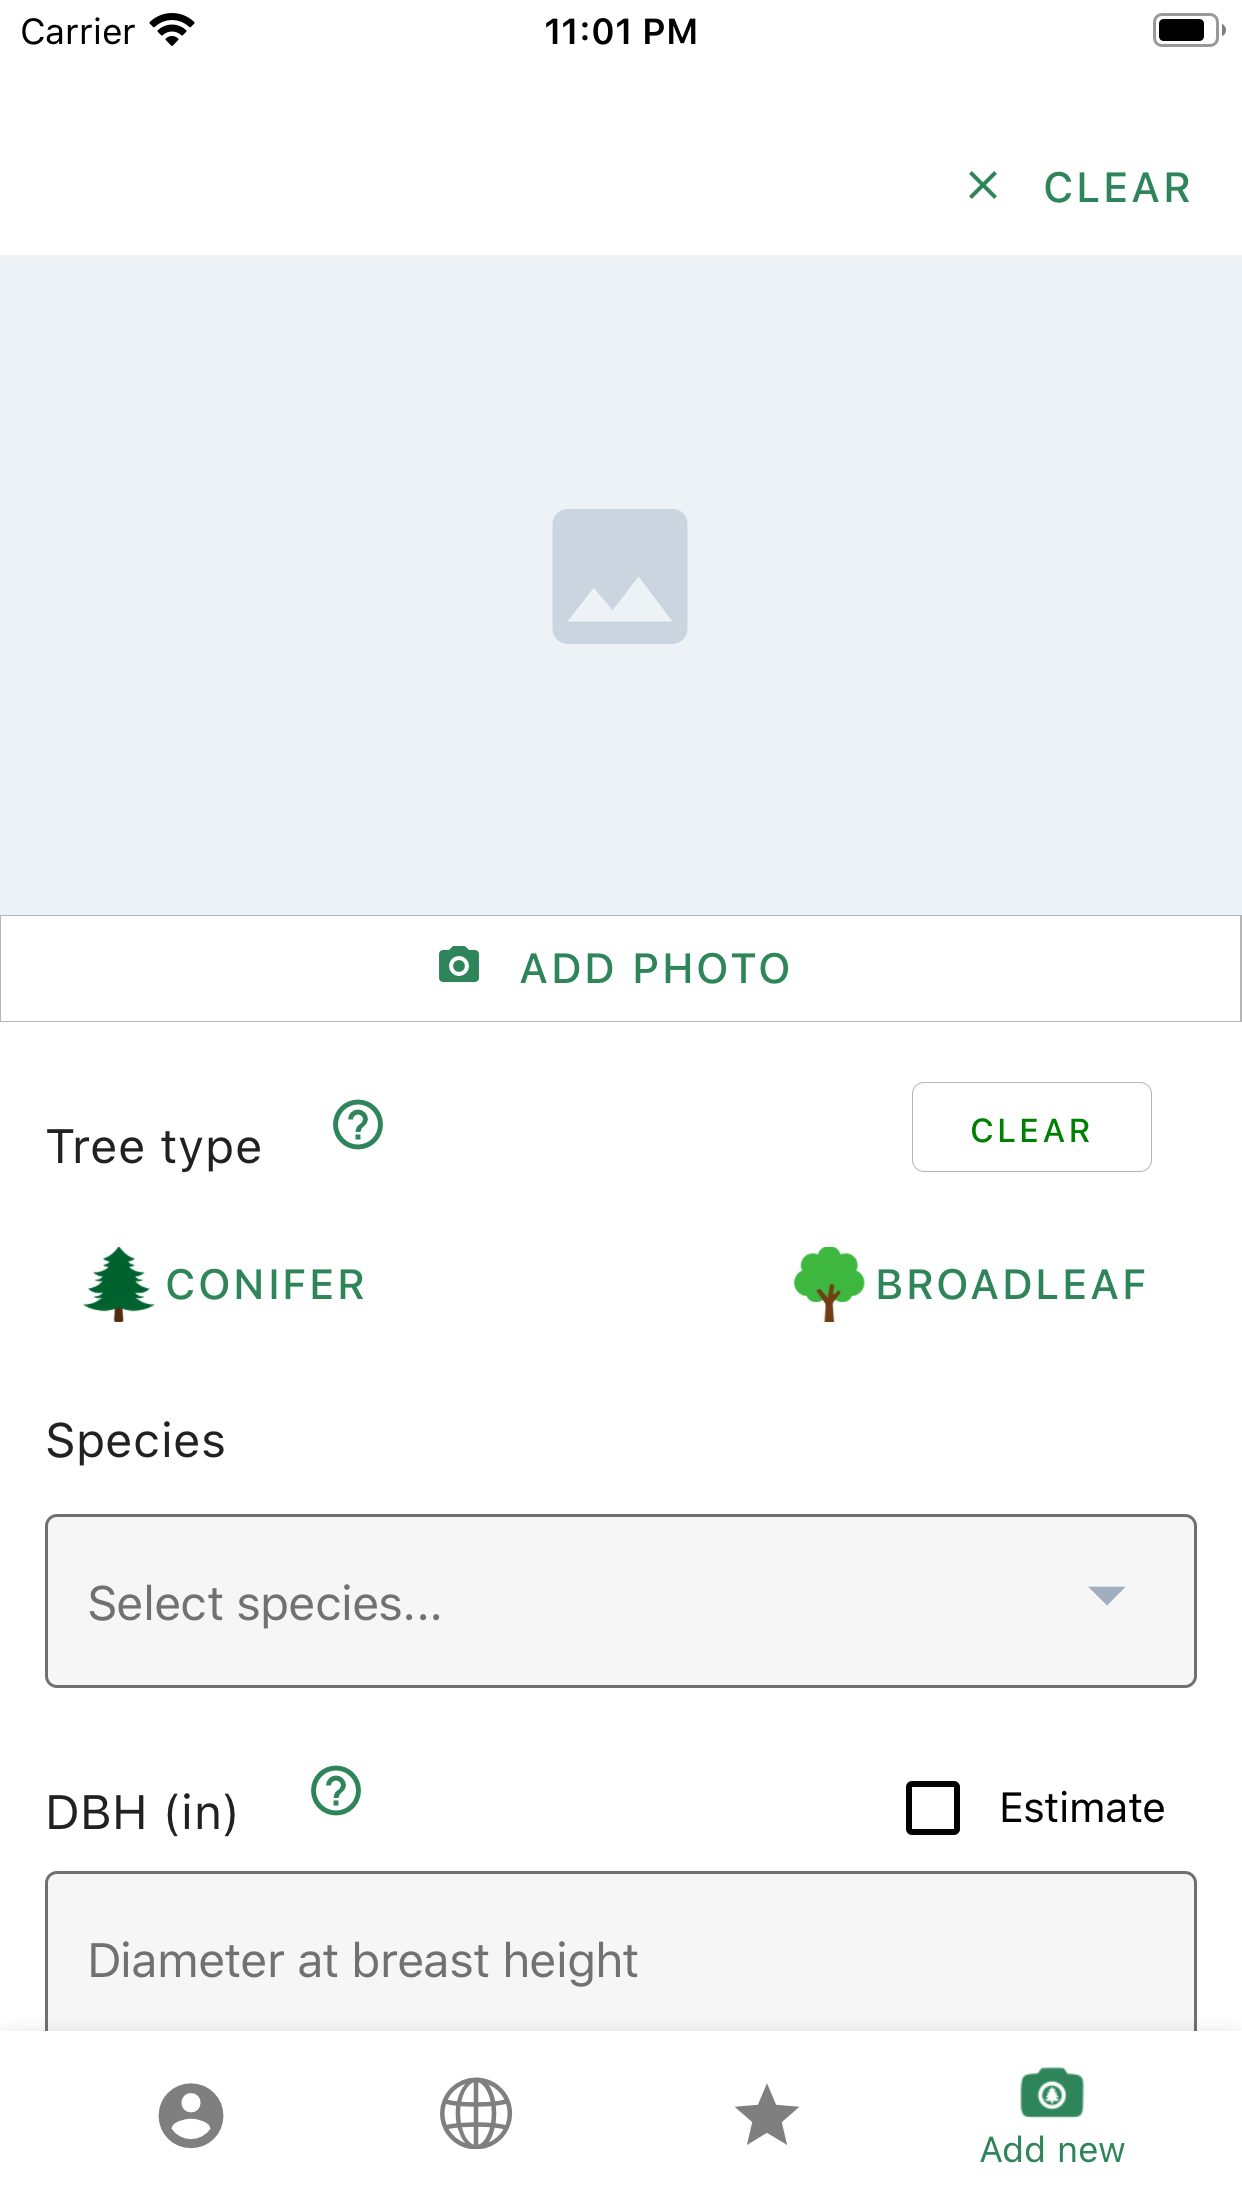 Carrier
11:01 PM
CLEAR
ADD PHOTO
Tree type
CLEAR
CONIFER
BROADLEAF
Species
Select species...
DBH (in)
Estimate
Diameter at breast height
Add new